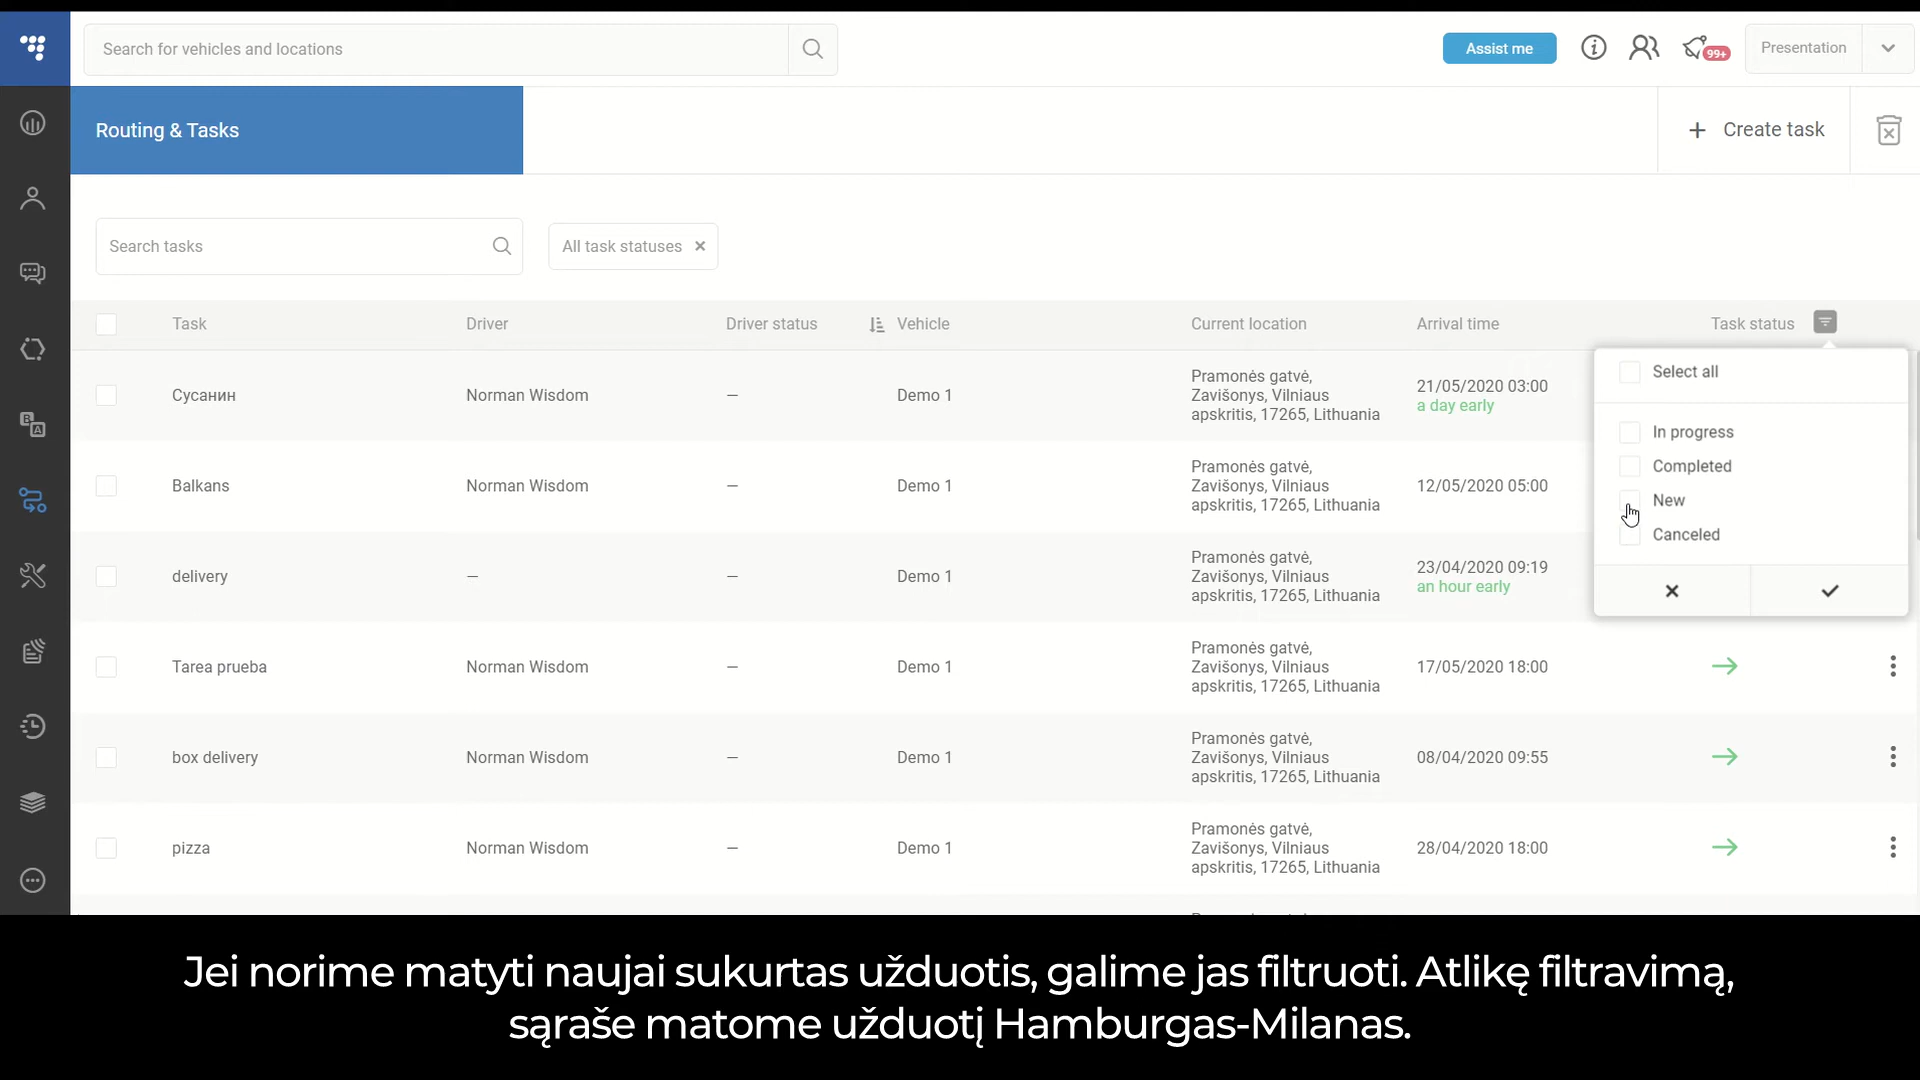 Search for vehicles and locations
Assist me
99+
Presentation
Routing & Tasks
+ Create task
Search tasks
All task statuses ×
Task
Driver
Driver status
Vehicle
Current location
Arrival time
Task status
Сусанин
Norman Wisdom
—
Demo 1
Pramonės gatvė,
Zavišonys, Vilniaus
apskritis, 17265, Lithuania
21/05/2020 03:00
a day early
Balkans
Norman Wisdom
—
Demo 1
Pramonės gatvė,
Zavišonys, Vilniaus
apskritis, 17265, Lithuania
12/05/2020 05:00
delivery
—
—
Demo 1
Pramonės gatvė,
Zavišonys, Vilniaus
apskritis, 17265, Lithuania
23/04/2020 09:19
an hour early
Tarea prueba
Norman Wisdom
—
Demo 1
Pramonės gatvė,
Zavišonys, Vilniaus
apskritis, 17265, Lithuania
17/05/2020 18:00
box delivery
Norman Wisdom
—
Demo 1
Pramonės gatvė,
Zavišonys, Vilniaus
apskritis, 17265, Lithuania
08/04/2020 09:55
pizza
Norman Wisdom
—
Demo 1
Pramonės gatvė,
Zavišonys, Vilniaus
apskritis, 17265, Lithuania
28/04/2020 18:00
Select all
In progress
Completed
New
Canceled
Jei norime matyti naujai sukurtas užduotis, galime jas filtruoti. Atlikę filtravimą,
sąraše matome užduotį Hamburgas-Milanas.